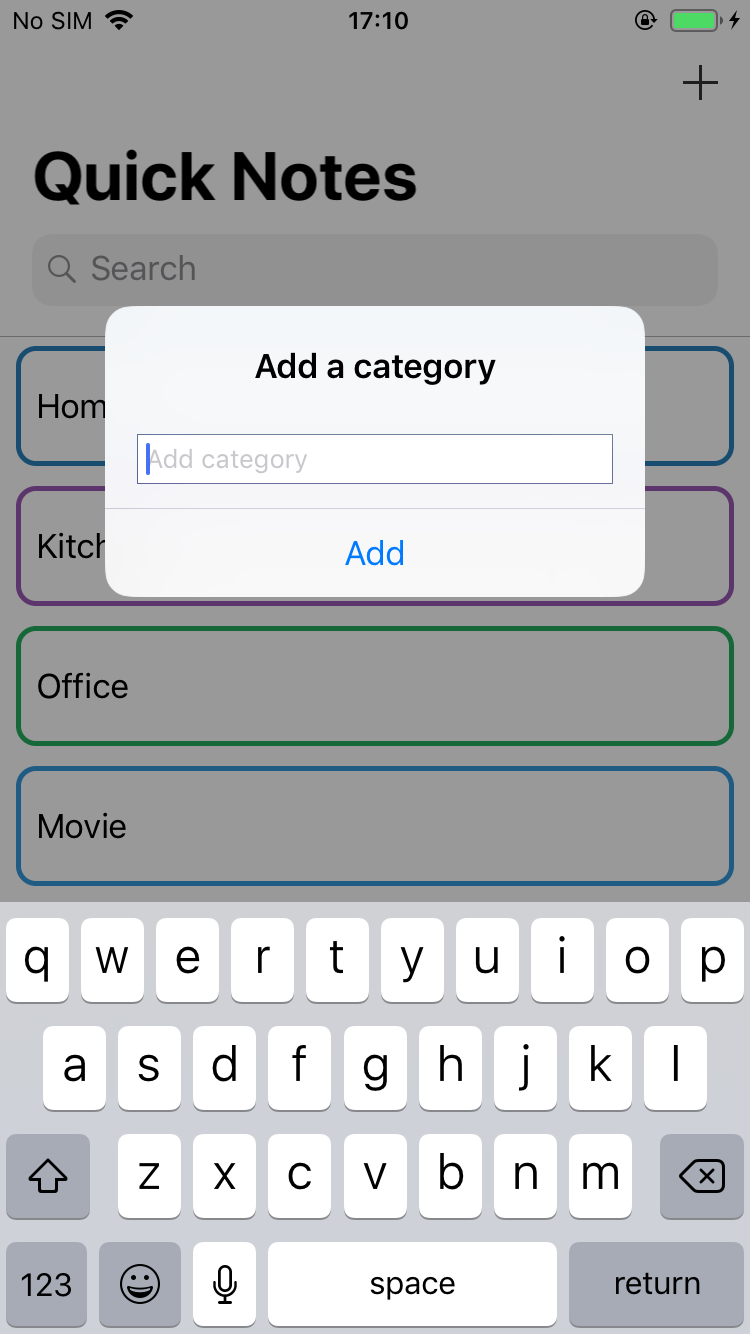 No SIM 17:10
Quick Notes
Search
Add a category
Hom
Add category
Kitch
Add
Office
Movie
q w e r t y u i o p
a s d f g h j k l
z x c v b n m
123 space return